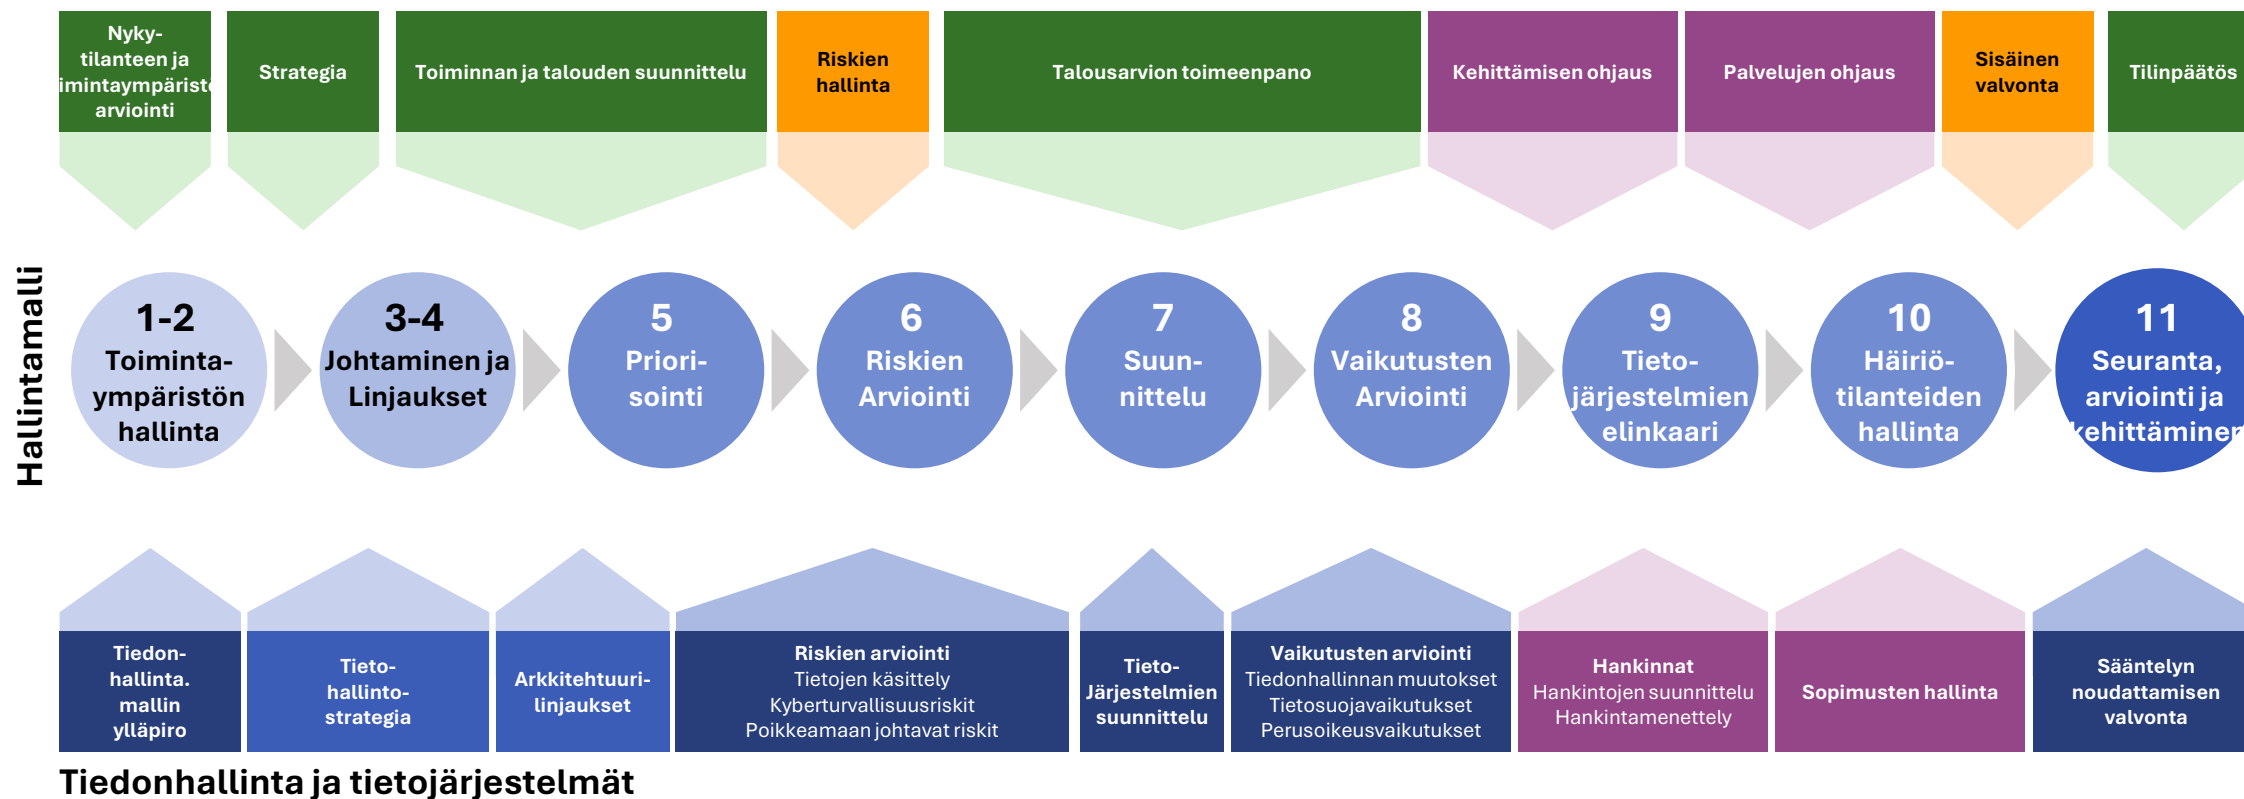 Nyky-
tilanteen ja
imintaympärist
arviointi
Strategia
Toiminnan ja talouden suunnittelu
Riskien
hallinta
Talousarvion toimeenpano
Kehittämisen ohjaus
Palvelujen ohjaus
Sisäinen
valvonta
Tilinpäätös
Hallintamalli
1-2
Toiminta-
ympäristön
hallinta
3-4
Johtaminen ja
Linjaukset
5
Priori-
sointi
6
Riskien
Arviointi
7
Suun-
nittelu
8
Vaikutusten
Arviointi
9
Tieto-
järjestelmien
elinkaari
10
Häiriö-
tilanteiden
hallinta
11
Seuranta,
arviointi ja
kehittäminen
Tiedon-
hallinta.
mallin
ylläpiro
Tieto-
hallinto-
strategia
Arkkitehtuuri-
linjaukset
Riskien arviointi
Tietojen käsittely
Kyberturvallisuusriskit
Poikkeamaan johtavat riskit
Tieto-
Järjestelmien
suunnittelu
Vaikutusten arviointi
Tiedonhallinnan muutokset
Tietosuojavaikutukset
Perusoikeusvaikutukset
Hankinnat
Hankintojen suunnittelu
Hankintamenettely
Sopimusten hallinta
Sääntelyn
noudattamisen
valvonta
Tiedonhallinta ja tietojärjestelmät